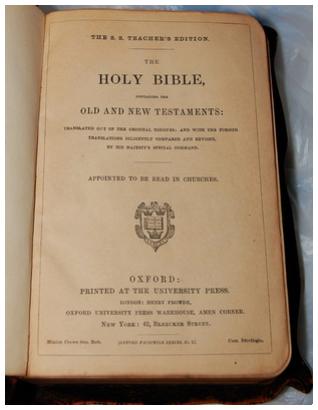 THE S. S. TEACHER'S EDITION.
THE
HOLY BIBLE,
CONTAINING THE
OLD AND NEW TESTAMENTS:
TRANSLATED OUT OF THE ORIGINAL TONGUES: AND WITH THE FORMER
TRANSLATIONS DILIGENTLY COMPARED AND REVISED,
BY HIS MAJESTY'S SPECIAL COMMAND.
APPOINTED TO BE READ IN CHURCHES.
OXFORD:
PRINTED AT THE UNIVERSITY PRESS.
LONDON: HENRY FROWDE,
OXFORD UNIVERSITY PRESS WAREHOUSE, AMEN CORNER.
NEW YORK: 42, BLEECKER STREET.
Minion Crown 8vo. Refs.
[OXFORD FACSIMILE SERIES,
Cum Privilegio.